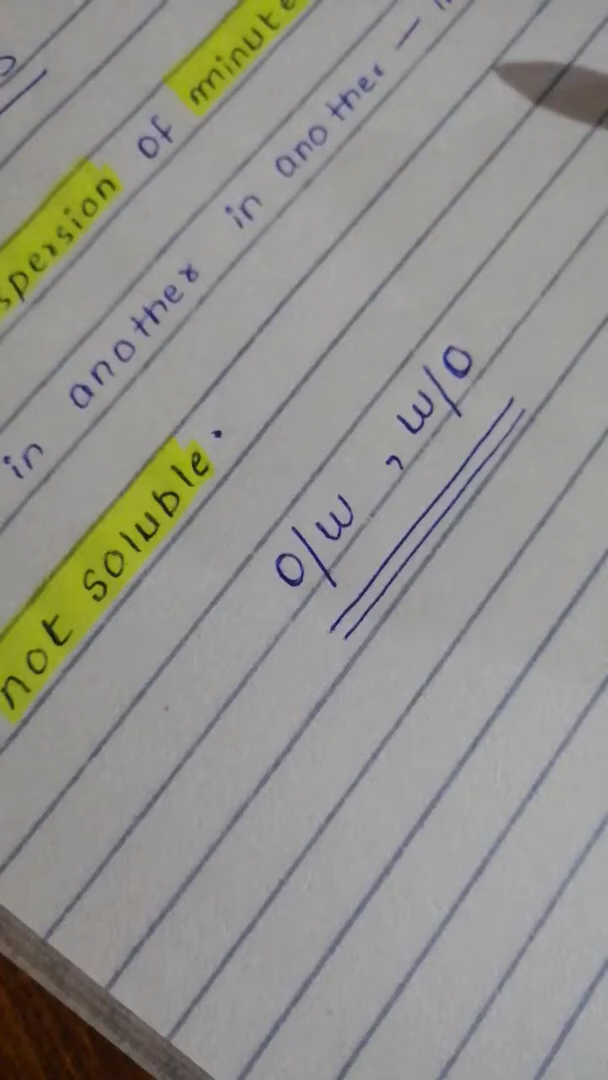 spersion of minute
in another in another —
not soluble.
O/W , W/O